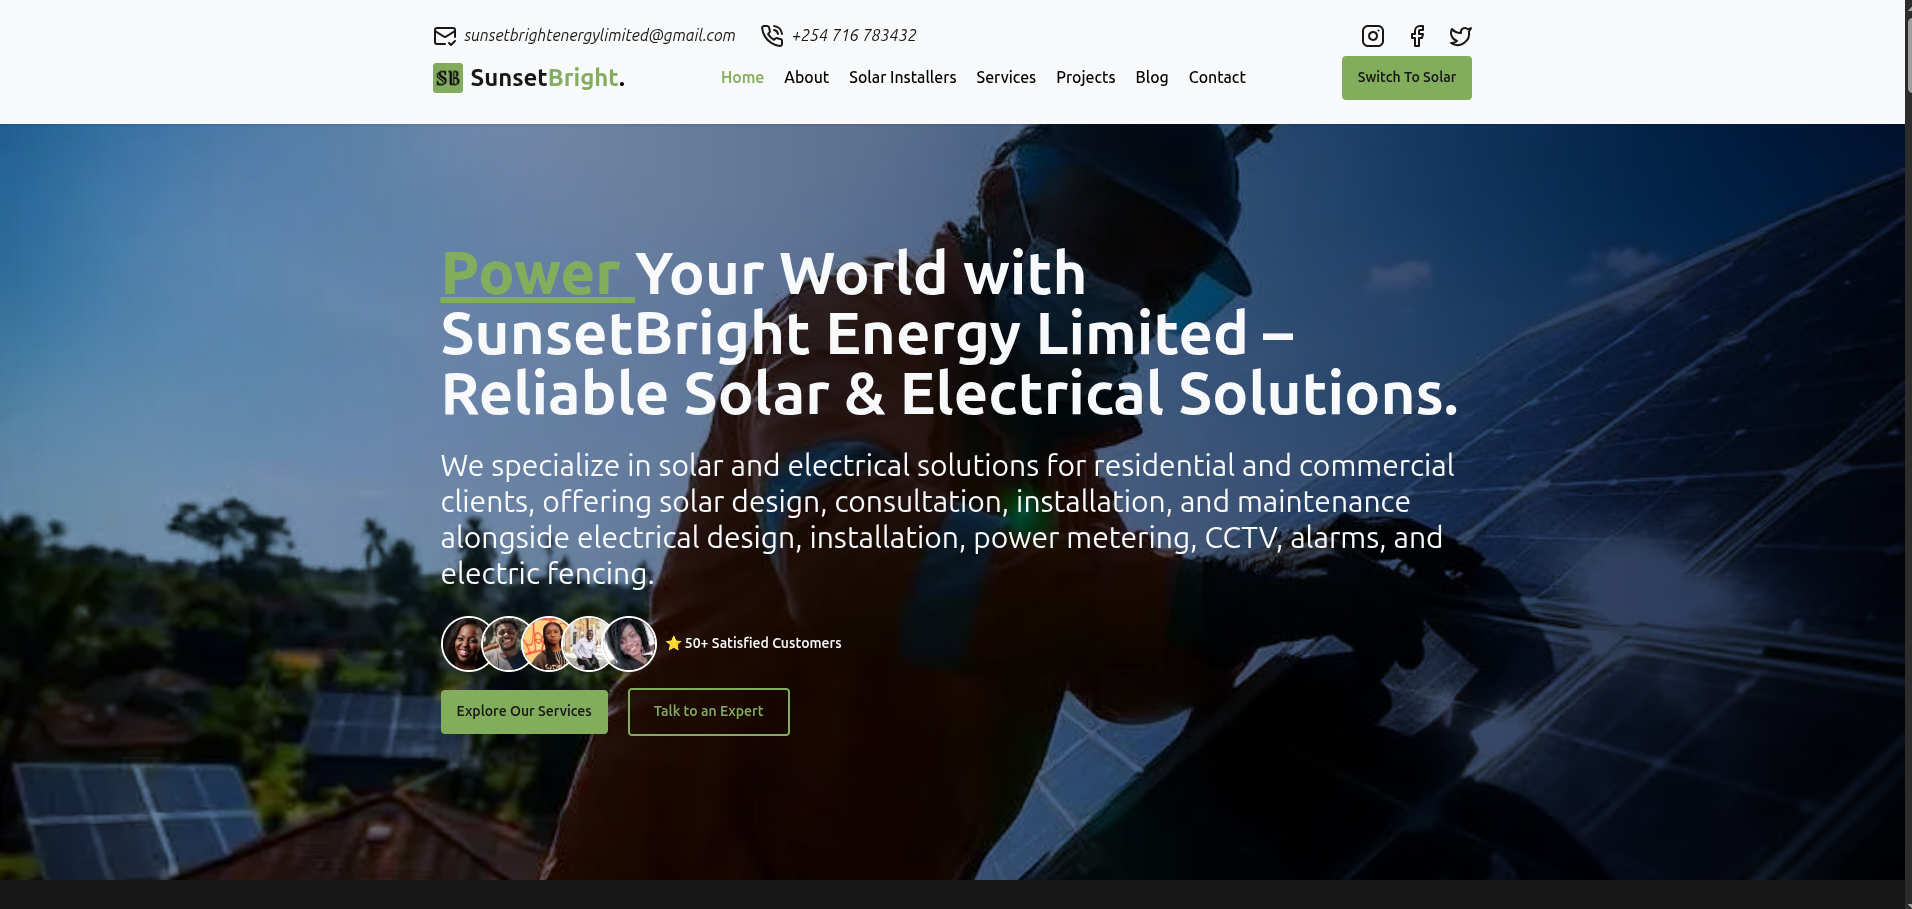 sunsetbrightenergylimited@gmail.com +254 716 783432
SB SunsetBright. Home About Solar Installers Services Projects Blog Contact Switch To Solar
Power Your World with
SunsetBright Energy Limited –
Reliable Solar & Electrical Solutions.
We specialize in solar and electrical solutions for residential and commercial
clients, offering solar design, consultation, installation, and maintenance
alongside electrical design, installation, power metering, CCTV, alarms, and
electric fencing.
⭐ 50+ Satisfied Customers
Explore Our Services Talk to an Expert